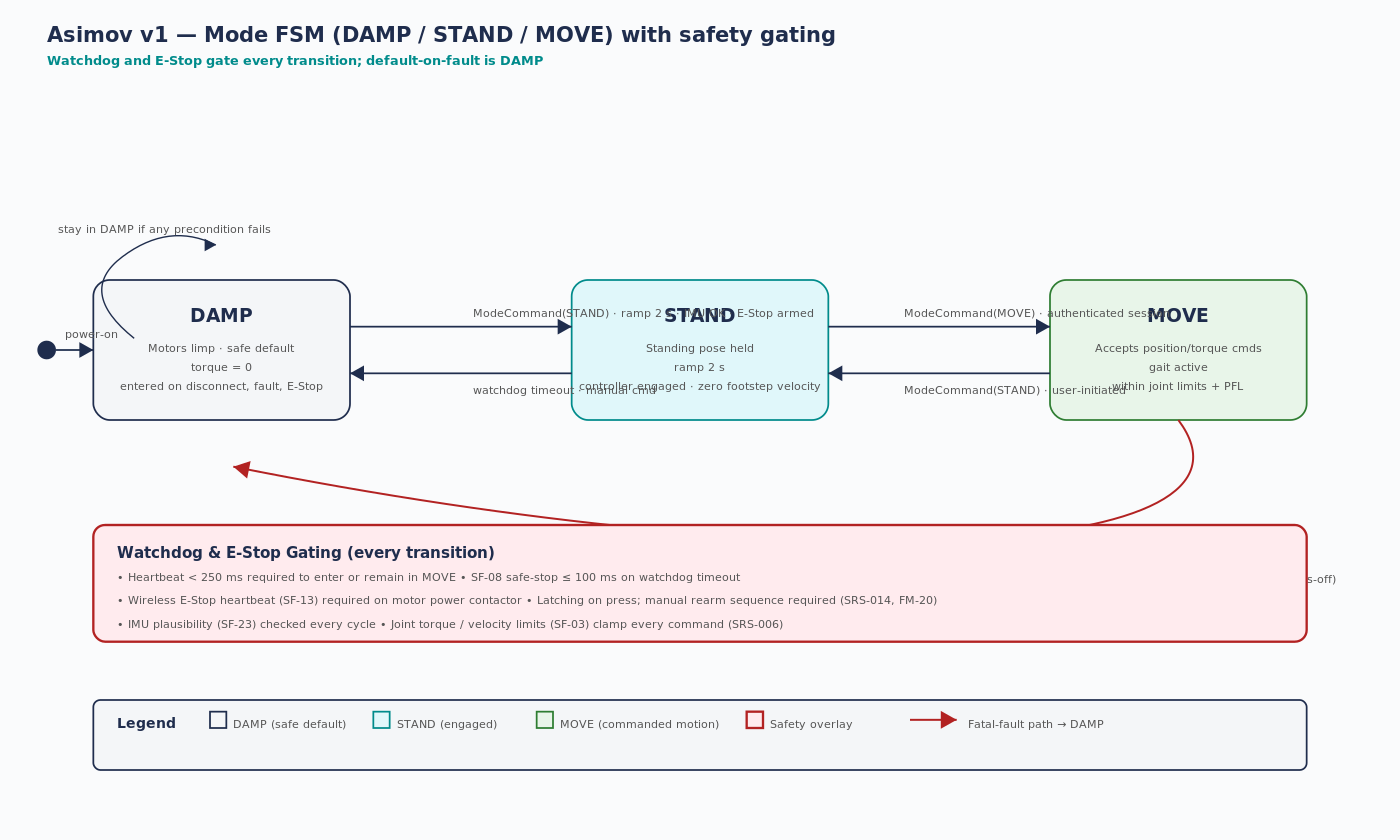 Asimov v1 — Mode FSM (DAMP / STAND / MOVE) with safety gating
Watchdog and E-Stop gate every transition; default-on-fault is DAMP
stay in DAMP if any precondition fails
power-on
DAMP
Motors limp · safe default
torque = 0
entered on disconnect, fault, E-Stop
ModeCommand(STAND) · ramp 2 s · E-Stop armed
watchdog timeout · manual cmd
STAND
Standing pose held
ramp 2 s
controller engaged · zero footstep velocity
ModeCommand(MOVE) · authenticated session
ModeCommand(STAND) · user-initiated
MOVE
Accepts position/torque cmds
gait active
within joint limits + PFL
Watchdog & E-Stop Gating (every transition)
• Heartbeat < 250 ms required to enter or remain in MOVE • SF-08 safe-stop ≤ 100 ms on watchdog timeout
• Wireless E-Stop heartbeat (SF-13) required on motor power contactor • Latching on press; manual rearm sequence required (SRS-014, FM-20)
• IMU plausibility (SF-23) checked every cycle • Joint torque / velocity limits (SF-03) clamp every command (SRS-006)
s-off)
Legend
DAMP (safe default)
STAND (engaged)
MOVE (commanded motion)
Safety overlay
Fatal-fault path → DAMP